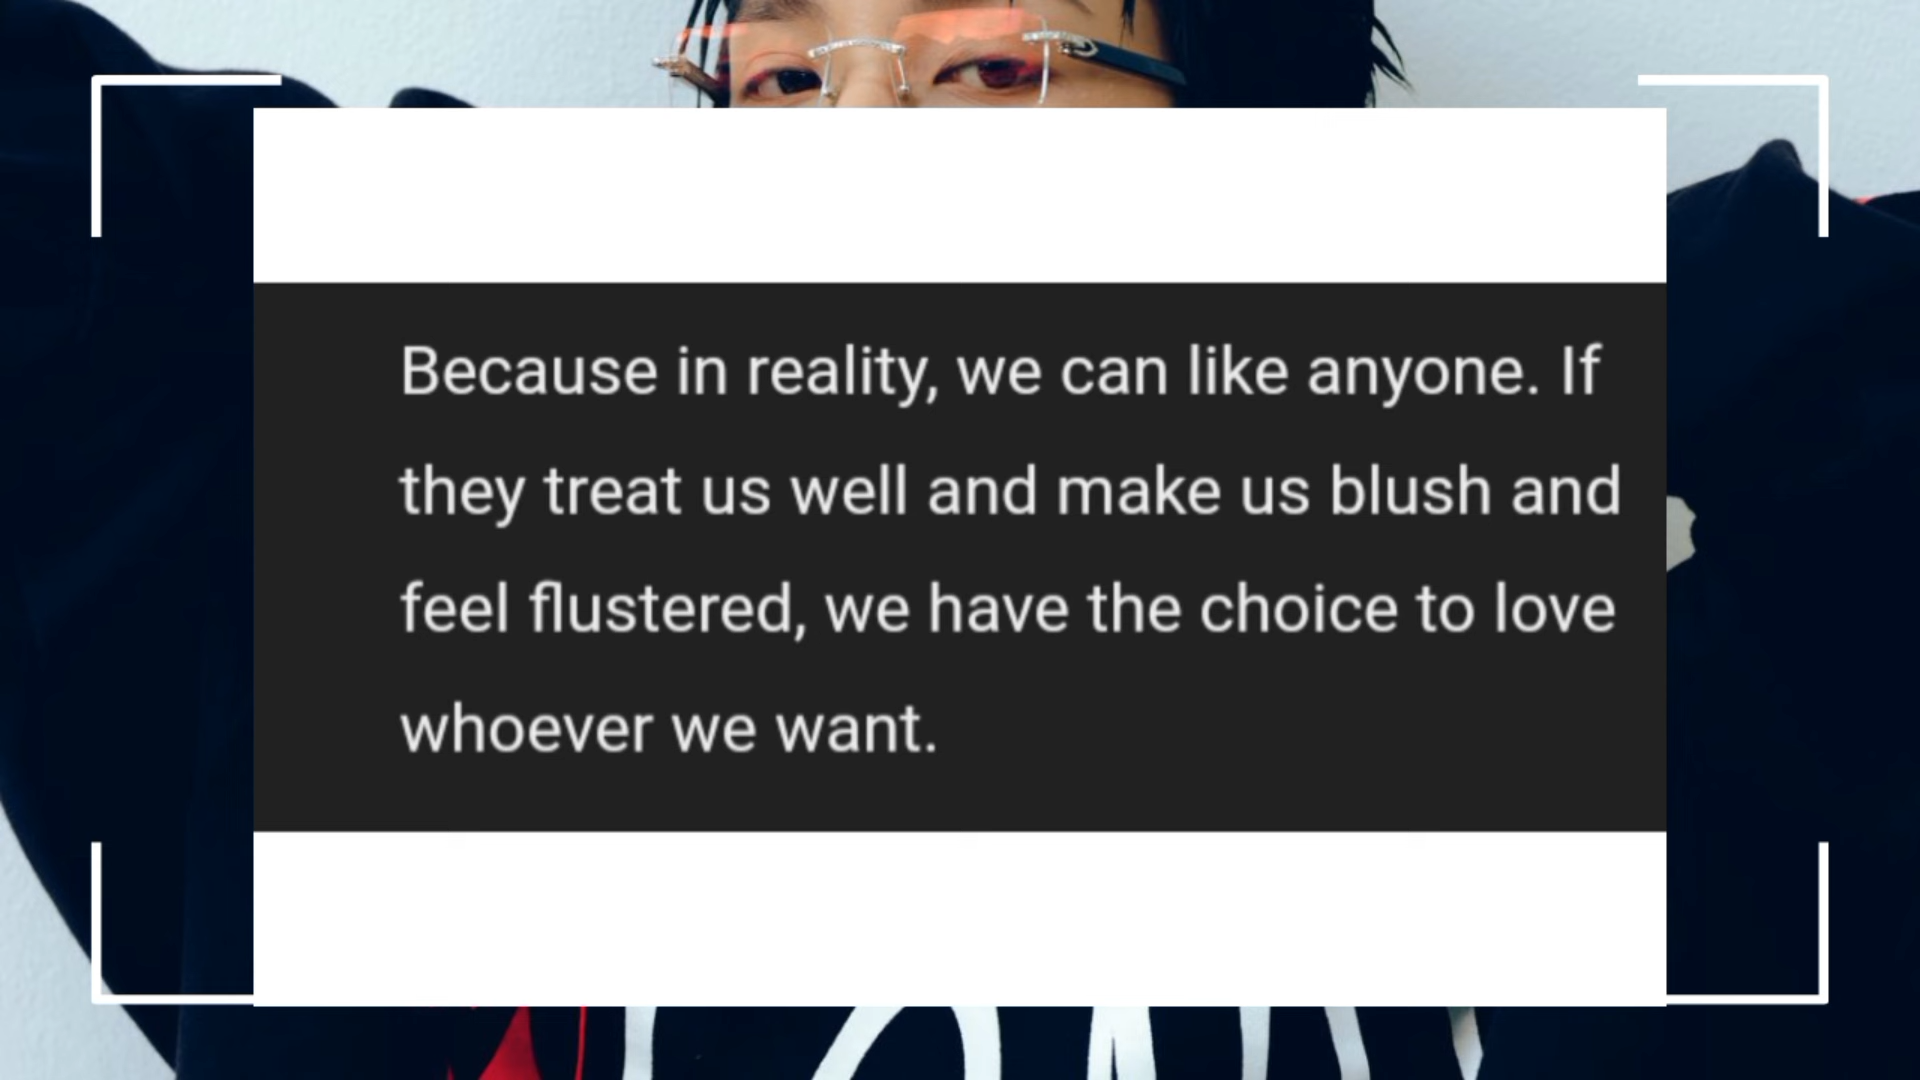 Because in reality, we can like anyone. If
they treat us well and make us blush and
feel flustered, we have the choice to love
whoever we want.